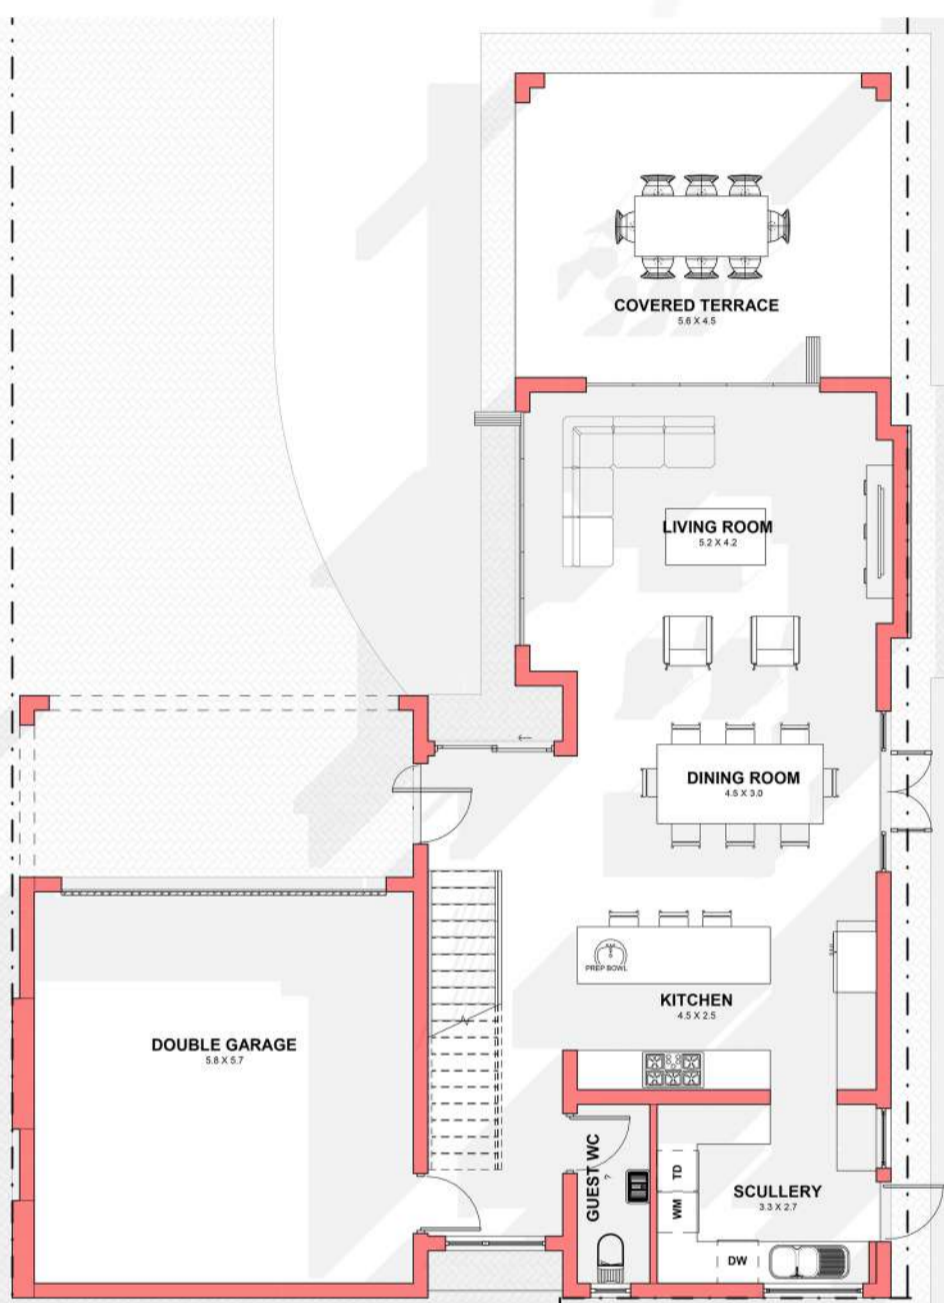 COVERED TERRACE
5.6 X 4.5
LIVING ROOM
5.2 X 4.2
DINING ROOM
4.5 X 3.0
PREP BOWL
KITCHEN
4.5 X 2.5
DOUBLE GARAGE
5.8 X 5.7
GUEST WC
?
TD
WM
SCULLERY
3.3 X 2.7
DW